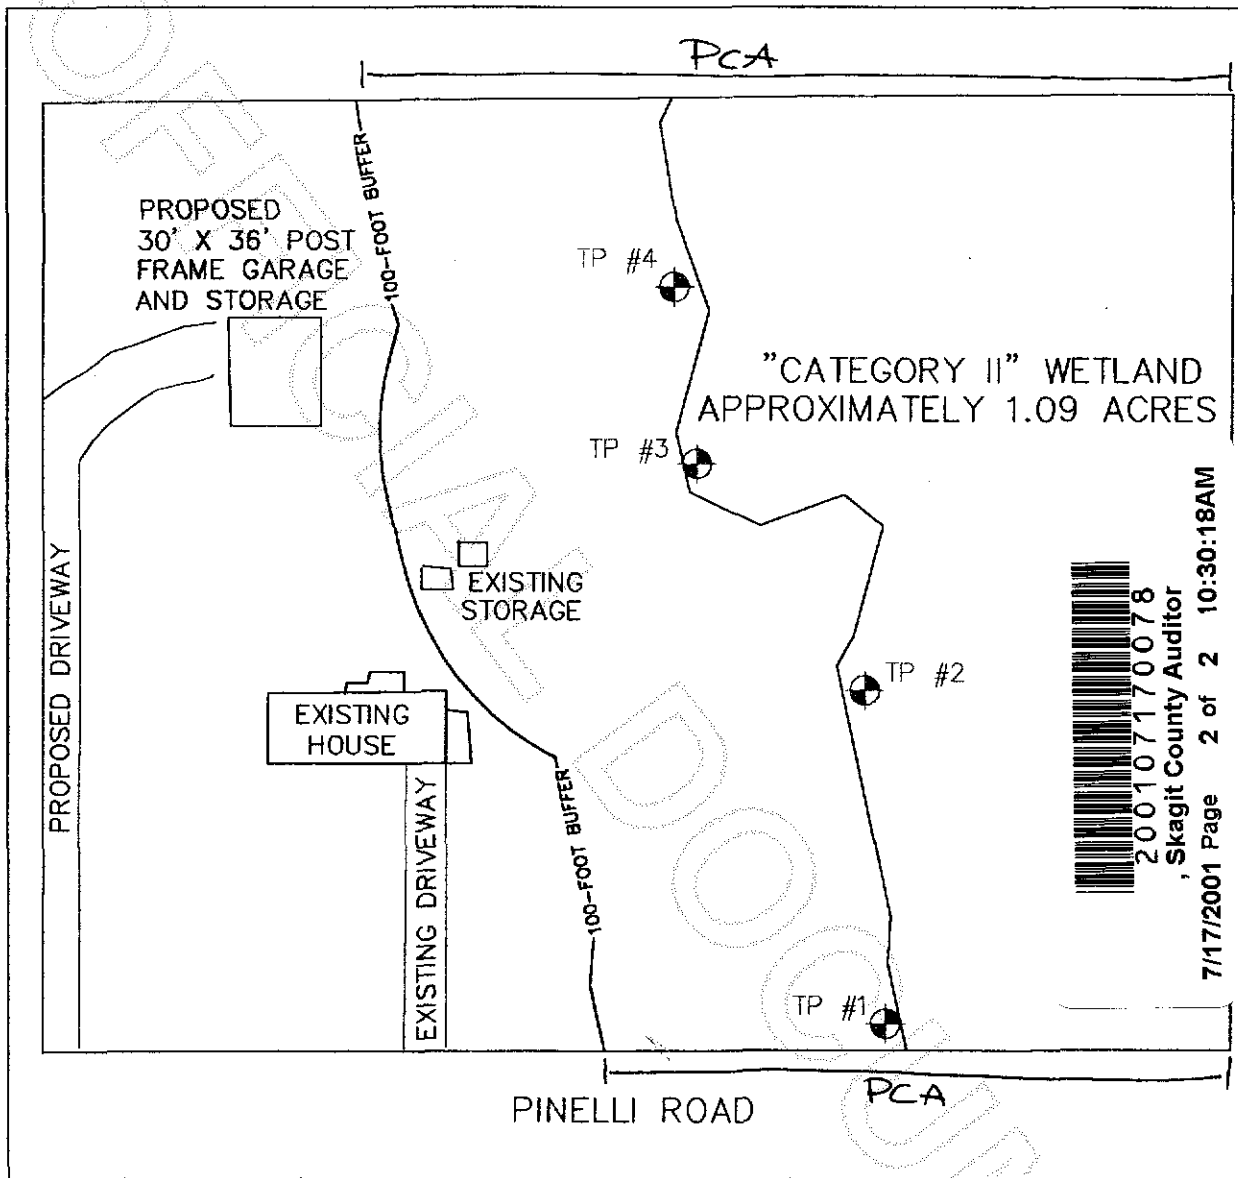 PCA
100-FOOT BUFFER
PROPOSED
30' X 36' POST
FRAME GARAGE
AND STORAGE
TP #4
"CATEGORY II" WETLAND
APPROXIMATELY 1.09 ACRES
TP #3
EXISTING
STORAGE
PROPOSED DRIVEWAY
EXISTING
HOUSE
TP #2
EXISTING DRIVEWAY
100-FOOT BUFFER
TP #1
200107170078
, Skagit County Auditor
7/17/2001 Page 2 of 2 10:30:18AM
PCA
PINELLI ROAD
UNOFFICIAL DOCUM